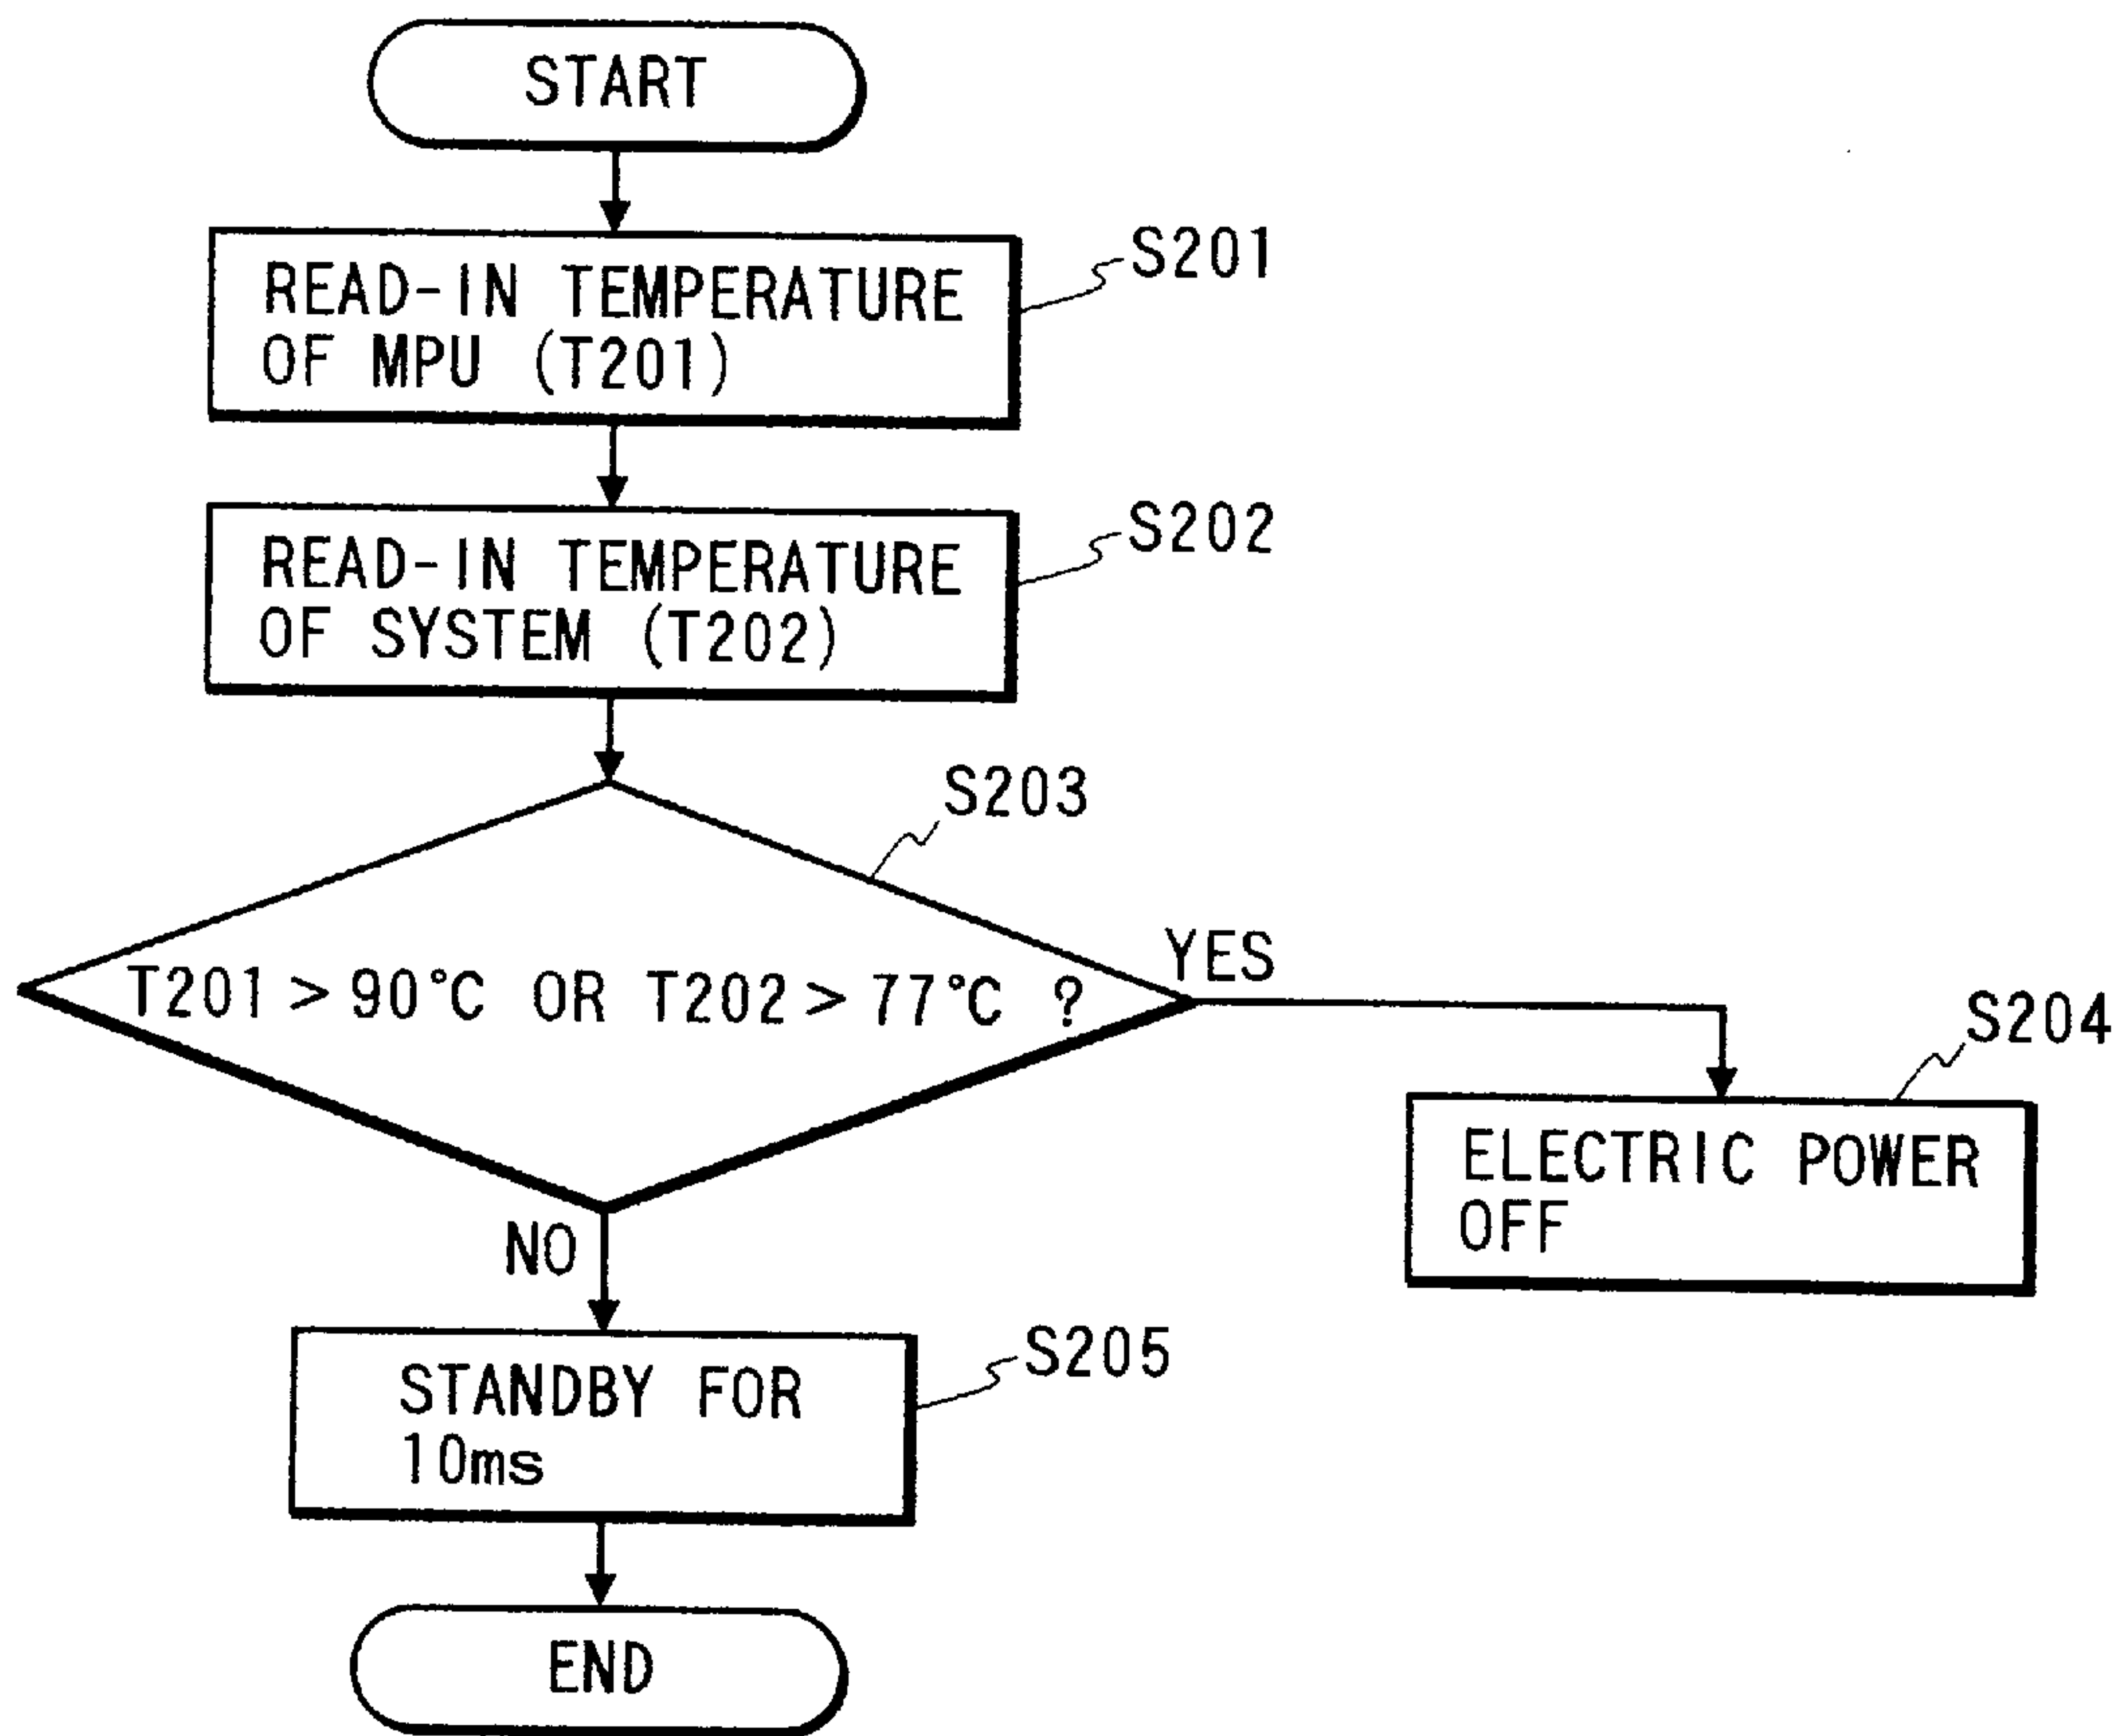 START
READ-IN TEMPERATURE
OF MPU (T201)
S201
READ-IN TEMPERATURE
OF SYSTEM (T202)
S202
S203
T201 > 90°C OR T202 > 77°C ?
YES
S204
ELECTRIC POWER
OFF
NO
STANDBY FOR
10ms
S205
END